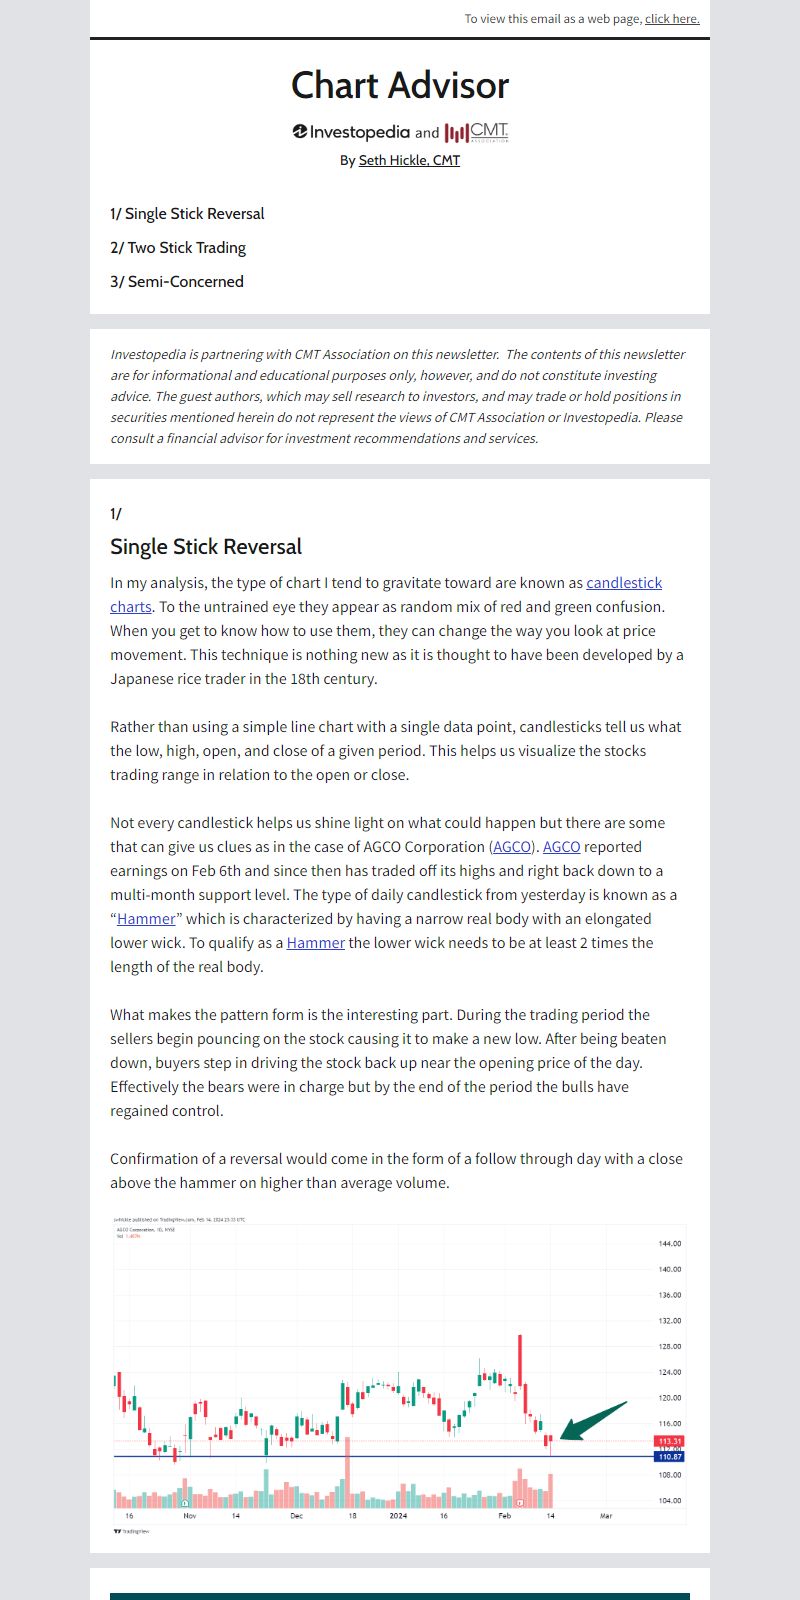 To view this email as a web page, click here.
Chart Advisor
Investopedia and CMT ASSOCIATION
By Seth Hickle, CMT
1/ Single Stick Reversal
2/ Two Stick Trading
3/ Semi-Concerned
Investopedia is partnering with CMT Association on this newsletter. The contents of this newsletter
are for informational and educational purposes only, however, and do not constitute investing
advice. The guest authors, which may sell research to investors, and may trade or hold positions in
securities mentioned herein do not represent the views of CMT Association or Investopedia. Please
consult a financial advisor for investment recommendations and services.
1/
Single Stick Reversal
In my analysis, the type of chart I tend to gravitate toward are known as candlestick
charts. To the untrained eye they appear as random mix of red and green confusion.
When you get to know how to use them, they can change the way you look at price
movement. This technique is nothing new as it is thought to have been developed by a
Japanese rice trader in the 18th century.
Rather than using a simple line chart with a single data point, candlesticks tell us what
the low, high, open, and close of a given period. This helps us visualize the stocks
trading range in relation to the open or close.
Not every candlestick helps us shine light on what could happen but there are some
that can give us clues as in the case of AGCO Corporation (AGCO). AGCO reported
earnings on Feb 6th and since then has traded off its highs and right back down to a
multi-month support level. The type of daily candlestick from yesterday is known as a
“Hammer” which is characterized by having a narrow real body with an elongated
lower wick. To qualify as a Hammer the lower wick needs to be at least 2 times the
length of the real body.
What makes the pattern form is the interesting part. During the trading period the
sellers begin pouncing on the stock causing it to make a new low. After being beaten
down, buyers step in driving the stock back up near the opening price of the day.
Effectively the bears were in charge but by the end of the period the bulls have
regained control.
Confirmation of a reversal would come in the form of a follow through day with a close
above the hammer on higher than average volume.
published on TradingView.com, Feb 14, 2024 23:33 UTC
AGCO Corporation, 1D, NYSE
Vol
144.00
140.00
136.00
132.00
128.00
124.00
120.00
116.00
113.31
112.00
110.87
108.00
104.00
16 Nov 14 Dec 18 2024 16 Feb 14 Mar
TradingView